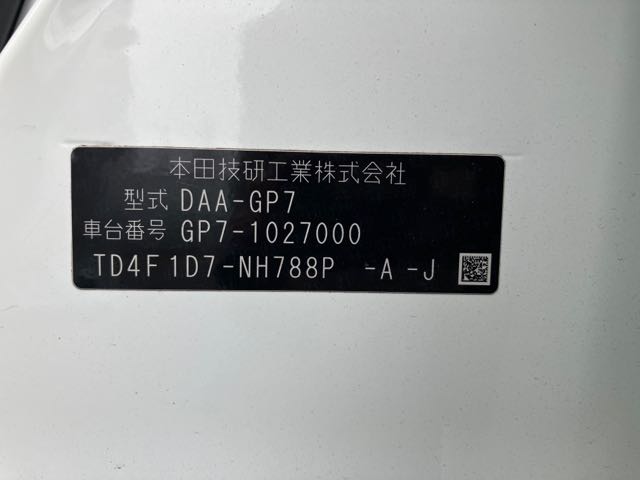 本田技研工業株式会社
型式 DAA-GP7
車台番号 GP7-1027000
TD4F1D7-NH788P -A-J